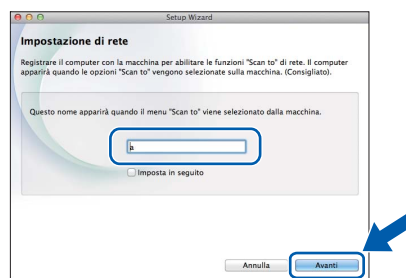 Setup Wizard
Impostazione di rete
Registrare il computer con la macchina per abilitare le funzioni "Scan to" di rete. Il computer
apparirà quando le opzioni "Scan to" vengono selezionate sulla macchina. (Consigliato).
Questo nome apparirà quando il menu "Scan to" viene selezionato dalla macchina.
a
Imposta in seguito
Annulla
Avanti